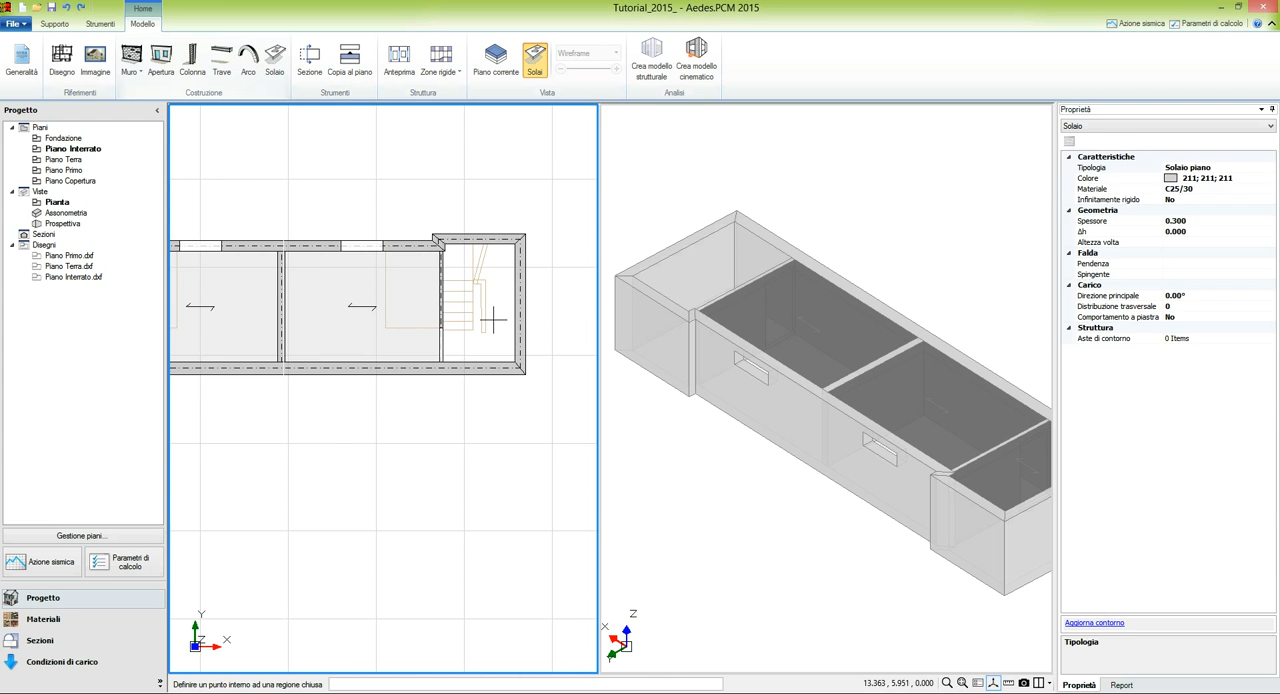 Home
Tutorial_2015_ - Aedes.PCM 2015
File
Supporto
Strumenti
Modello
Azione sismica
Parametri di calcolo
Generalità
Disegno
Immagine
Muro
Apertura
Colonna
Trave
Arco
Solaio
Sezione
Copia al piano
Anteprima
Zone rigide
Piano corrente
Solai
Wireframe
Crea modello strutturale
Crea modello cinematico
Riferimenti
Costruzione
Strumenti
Struttura
Vista
Analisi
Progetto
Piani
Fondazione
Piano Interrato
Piano Terra
Piano Primo
Piano Copertura
Viste
Pianta
Assonometria
Prospettiva
Sezioni
Disegni
Piano Primo.dxf
Piano Terra.dxf
Piano Interrato.dxf
Gestione piani...
Azione sismica
Parametri di calcolo
Progetto
Materiali
Sezioni
Condizioni di carico
Y
Z
X
Z
X
Y
Proprietà
Solaio
Caratteristiche
Tipologia Solaio piano
Colore 211; 211; 211
Materiale C25/30
Infinitamente rigido No
Geometria
Spessore 0.300
Δh 0.000
Altezza volta
Falda
Pendenza
Spingente
Carico
Direzione principale 0.00°
Distribuzione trasversale 0
Comportamento a piastra No
Struttura
Aste di contorno 0 Items
Aggiorna contorno
Tipologia
Proprietà
Report
Definire un punto interno ad una regione chiusa
13.363, 5.951, 0.000